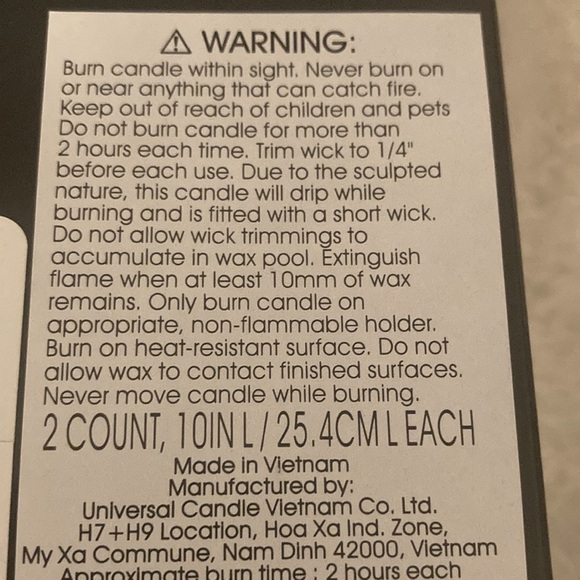 ⚠ WARNING:
Burn candle within sight. Never burn on
or near anything that can catch fire.
Keep out of reach of children and pets
Do not burn candle for more than
2 hours each time. Trim wick to 1/4"
before each use. Due to the sculpted
nature, this candle will drip while
burning and is fitted with a short wick.
Do not allow wick trimmings to
accumulate in wax pool. Extinguish
flame when at least 10mm of wax
remains. Only burn candle on
appropriate, non-flammable holder.
Burn on heat-resistant surface. Do not
allow wax to contact finished surfaces.
Never move candle while burning.
2 COUNT, 10IN L / 25.4CM L EACH
Made in Vietnam
Manufactured by:
Universal Candle Vietnam Co. Ltd.
H7+H9 Location, Hoa Xa Ind. Zone,
My Xa Commune, Nam Dinh 42000, Vietnam
Approximate burn time : 2 hours each